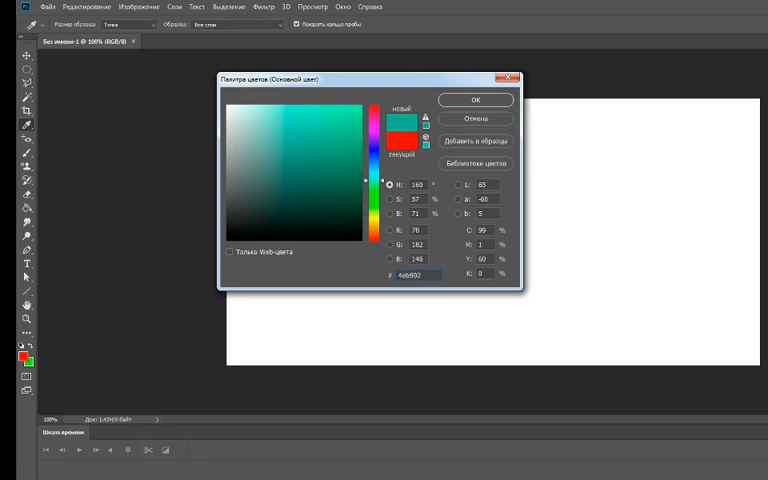 Ps Файл Редактирование Изображение Слои Текст Выделение Фильтр 3D Просмотр Окно Справка
Размер образца: Точка Образец: Все слои Показать кольцо пробы
Без имени-1 @ 100% (RGB/8) ×
Палитра цветов (Основной цвет)
новый
текущий
OK
Отмена
Добавить в образцы
Библиотеки цветов
H: 160 ° L: 65
S: 57 % a: -60
B: 71 % b: 5
R: 78 C: 99 %
G: 182 M: 1 %
B: 146 Y: 60 %
# 4eb692 K: 0 %
Только Web-цвета
100% Док: 1,43M/0 байт
Шкала времени